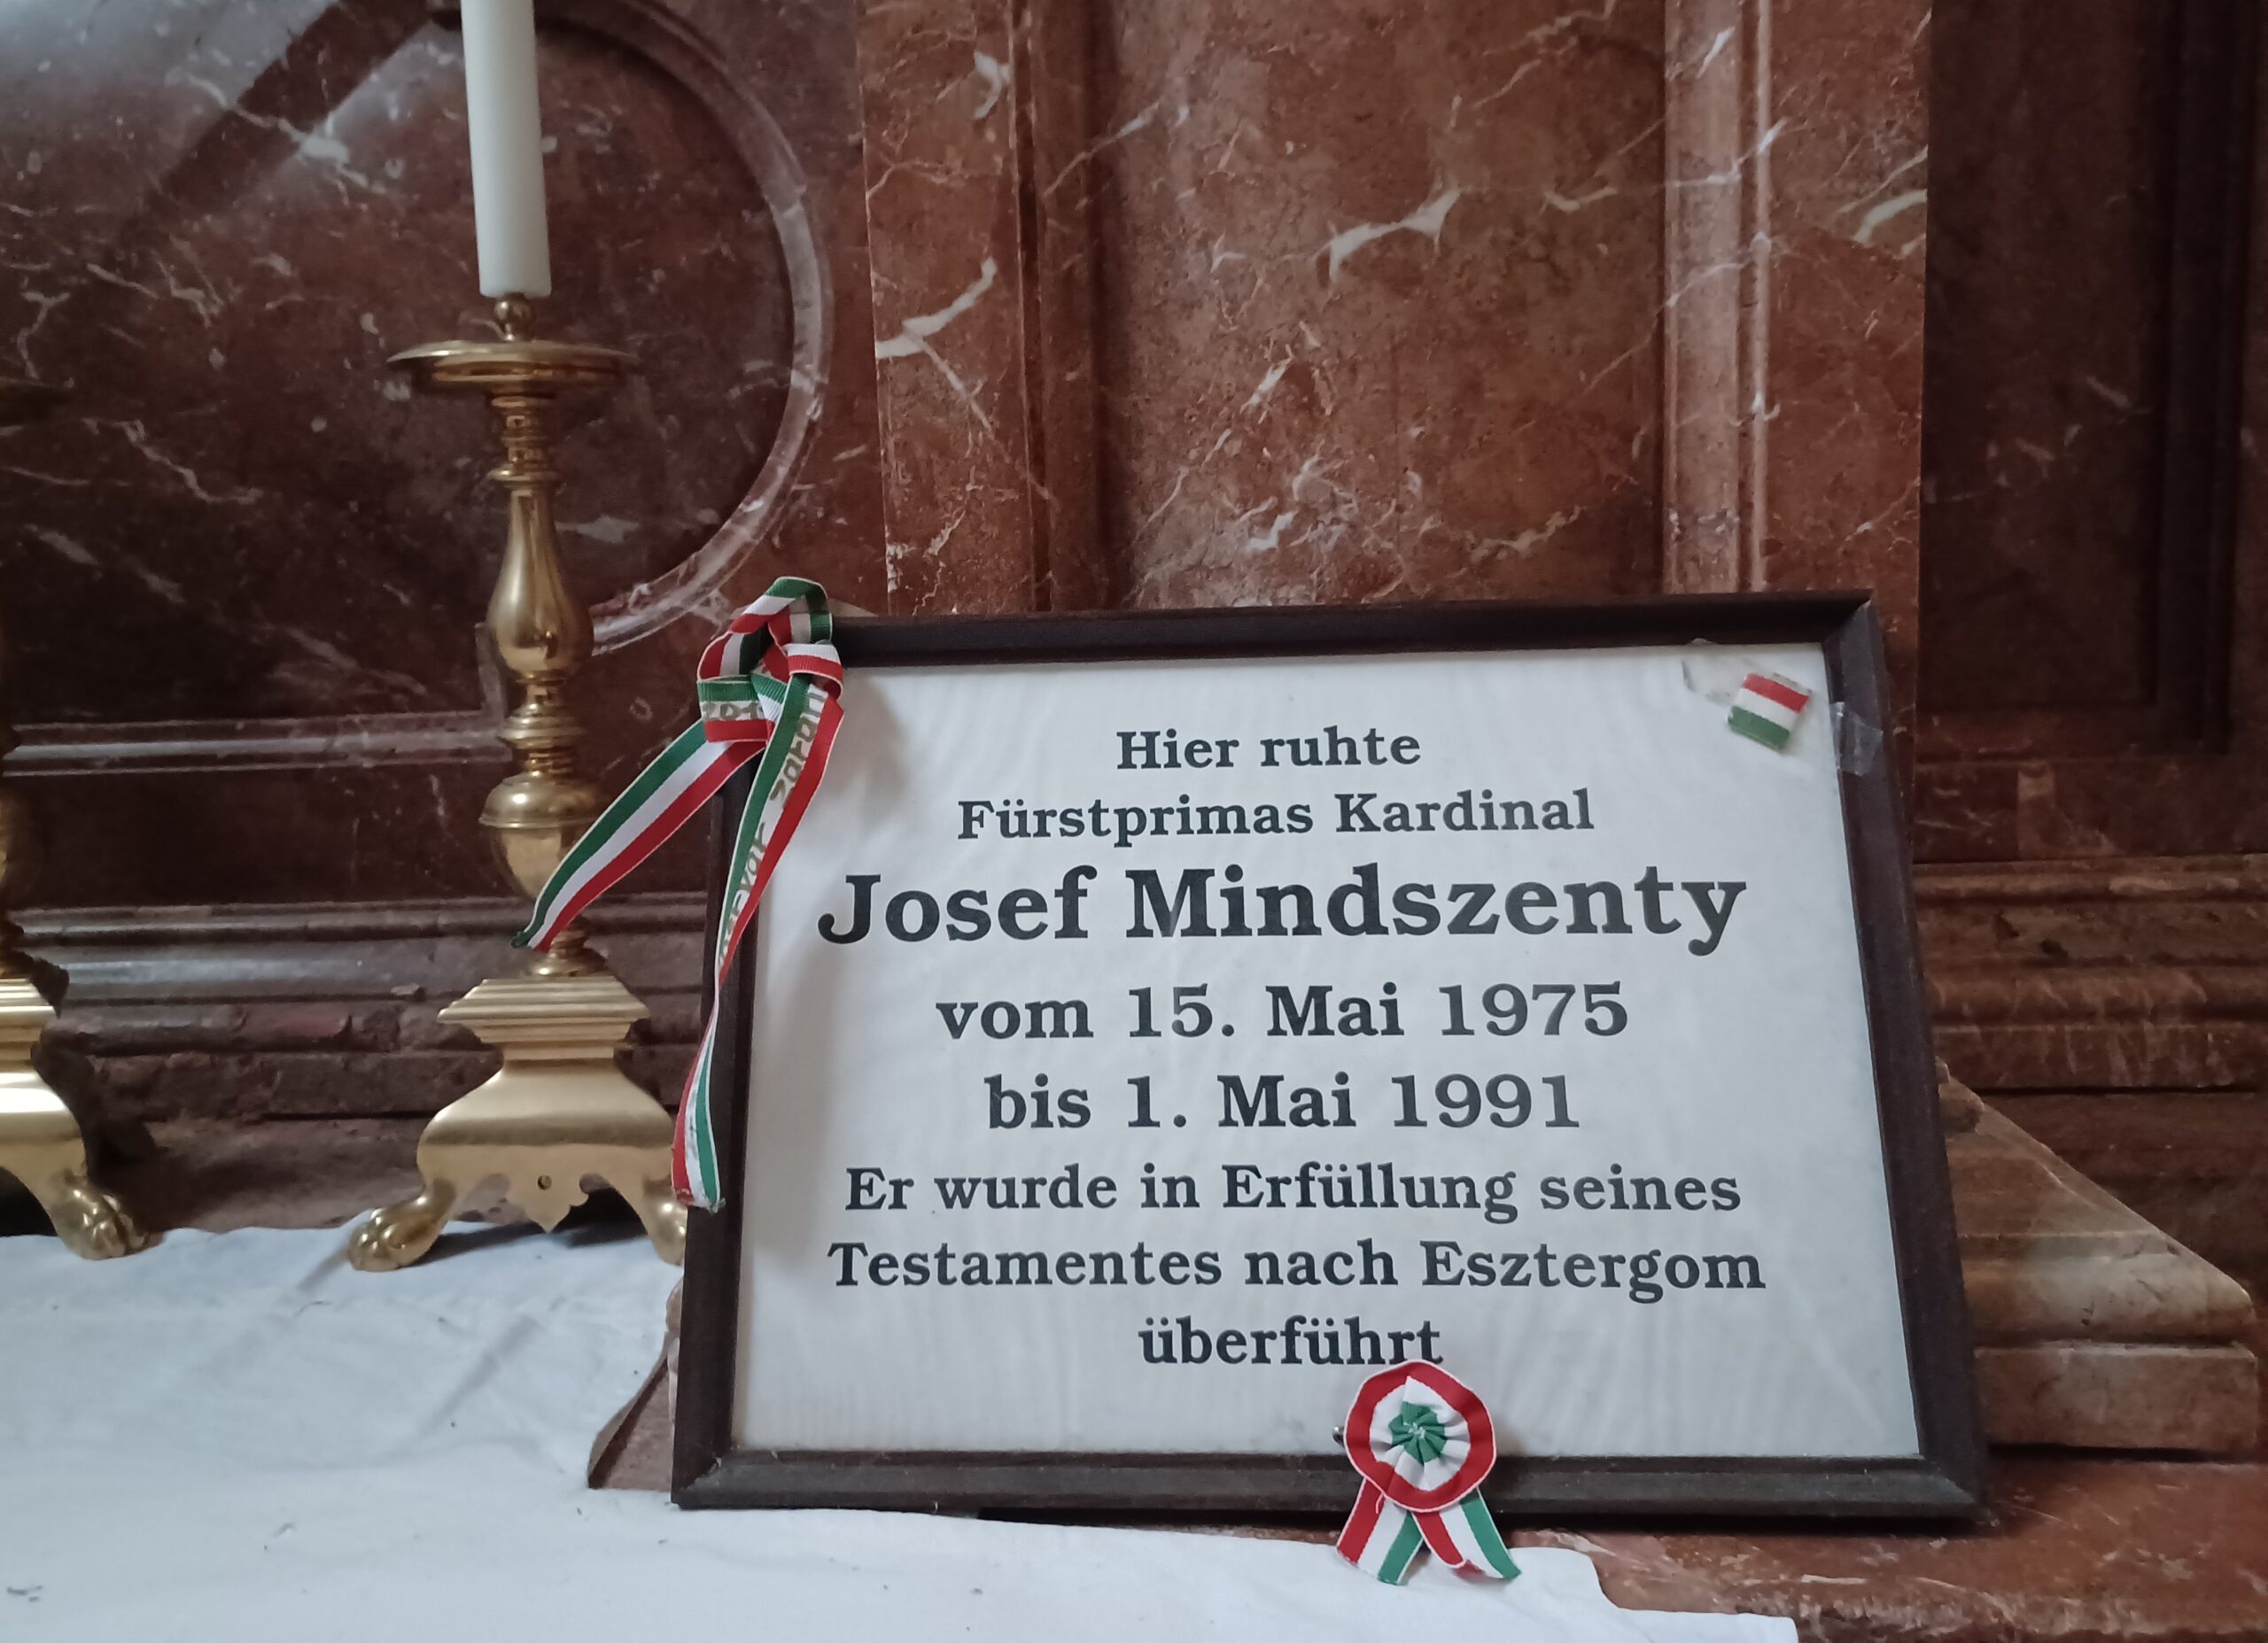 Hier ruhte
Fürstprimas Kardinal
Josef Mindszenty
vom 15. Mai 1975
bis 1. Mai 1991
Er wurde in Erfüllung seines
Testamentes nach Esztergom
überführt